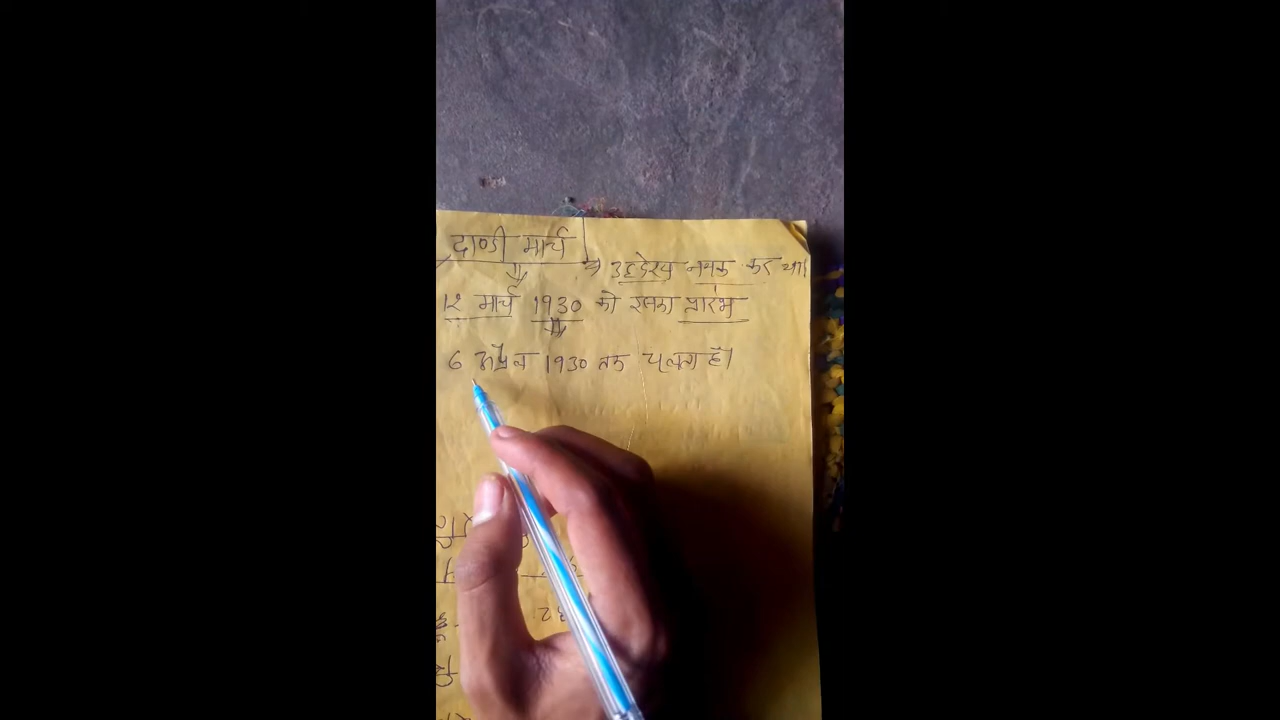 दाण्डी मार्च
⇒ उद्देश्य नमक कर था।
12 मार्च 1930 को इसका प्रारंभ
6 अप्रैल 1930 तक चलता है।